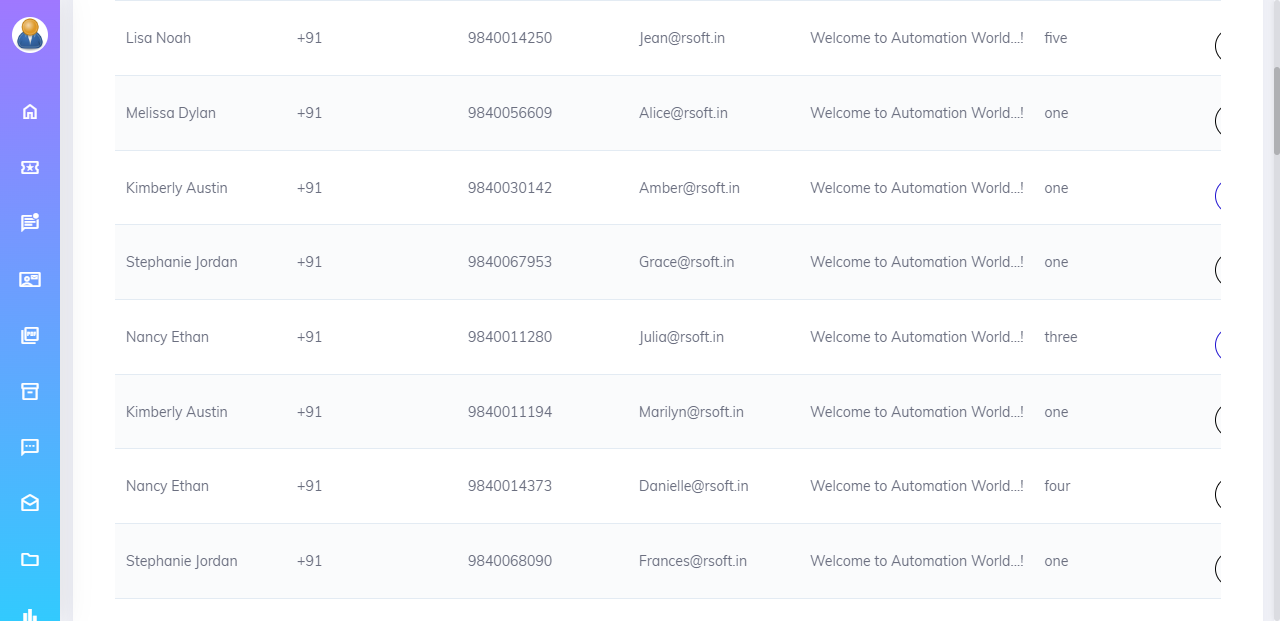 Lisa Noah +91 9840014250 Jean@rsoft.in Welcome to Automation World...! five
Melissa Dylan +91 9840056609 Alice@rsoft.in Welcome to Automation World...! one
Kimberly Austin +91 9840030142 Amber@rsoft.in Welcome to Automation World...! one
Stephanie Jordan +91 9840067953 Grace@rsoft.in Welcome to Automation World...! one
Nancy Ethan +91 9840011280 Julia@rsoft.in Welcome to Automation World...! three
Kimberly Austin +91 9840011194 Marilyn@rsoft.in Welcome to Automation World...! one
Nancy Ethan +91 9840014373 Danielle@rsoft.in Welcome to Automation World...! four
Stephanie Jordan +91 9840068090 Frances@rsoft.in Welcome to Automation World...! one